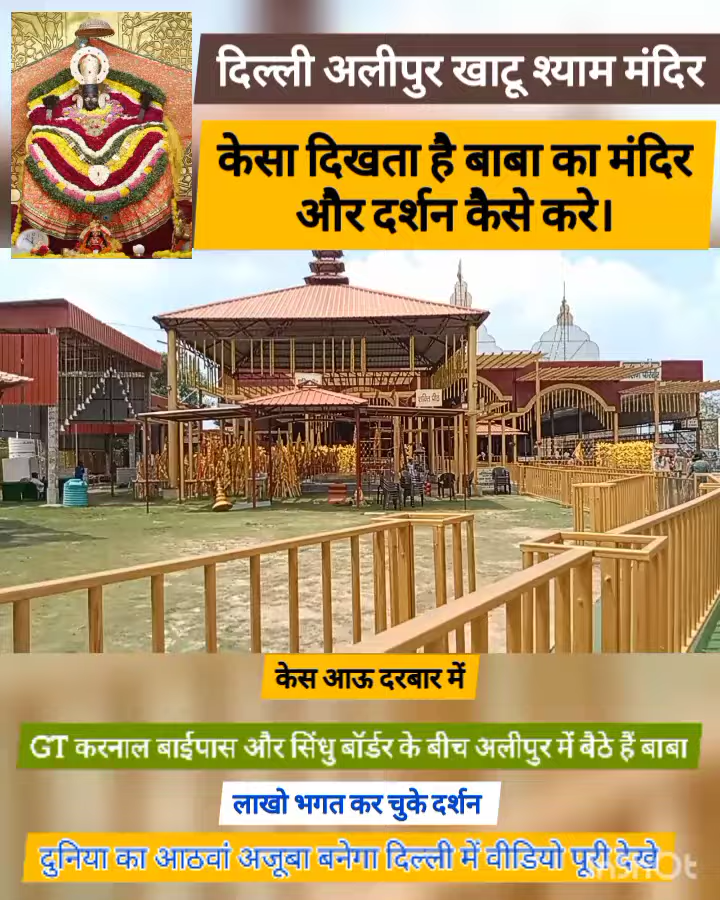 दिल्ली अलीपुर खाटू श्याम मंदिर
केसा दिखता है बाबा का मंदिर
और दर्शन कैसे करे।
केस आऊ दरबार में
GT करनाल बाईपास और सिंधु बॉर्डर के बीच अलीपुर में बैठे हैं बाबा
लाखो भगत कर चुके दर्शन
दुनिया का आठवां अजूबा बनेगा दिल्ली में वीडियो पूरी देखे